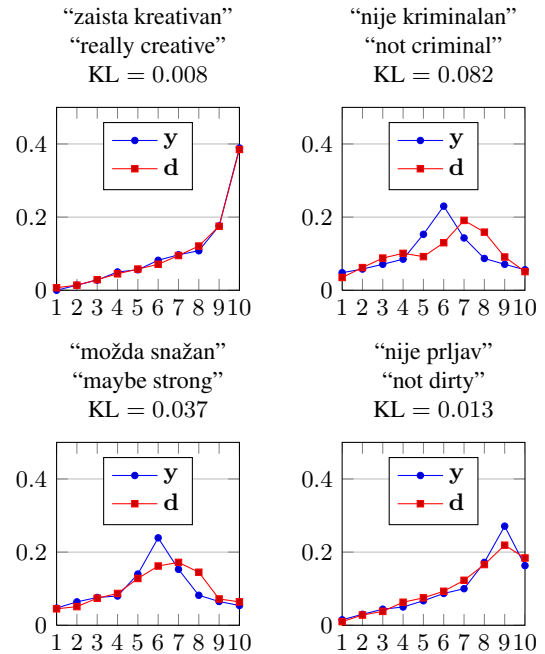 “zaista kreativan”
“really creative”
KL = 0.008
0.4
0.2
0
y
d
1 2 3 4 5 6 7 8 9 10
“nije kriminalan”
“not criminal”
KL = 0.082
0.4
0.2
0
y
d
1 2 3 4 5 6 7 8 9 10
“možda snažan”
“maybe strong”
KL = 0.037
0.4
0.2
0
y
d
1 2 3 4 5 6 7 8 9 10
“nije prljav”
“not dirty”
KL = 0.013
0.4
0.2
0
y
d
1 2 3 4 5 6 7 8 9 10